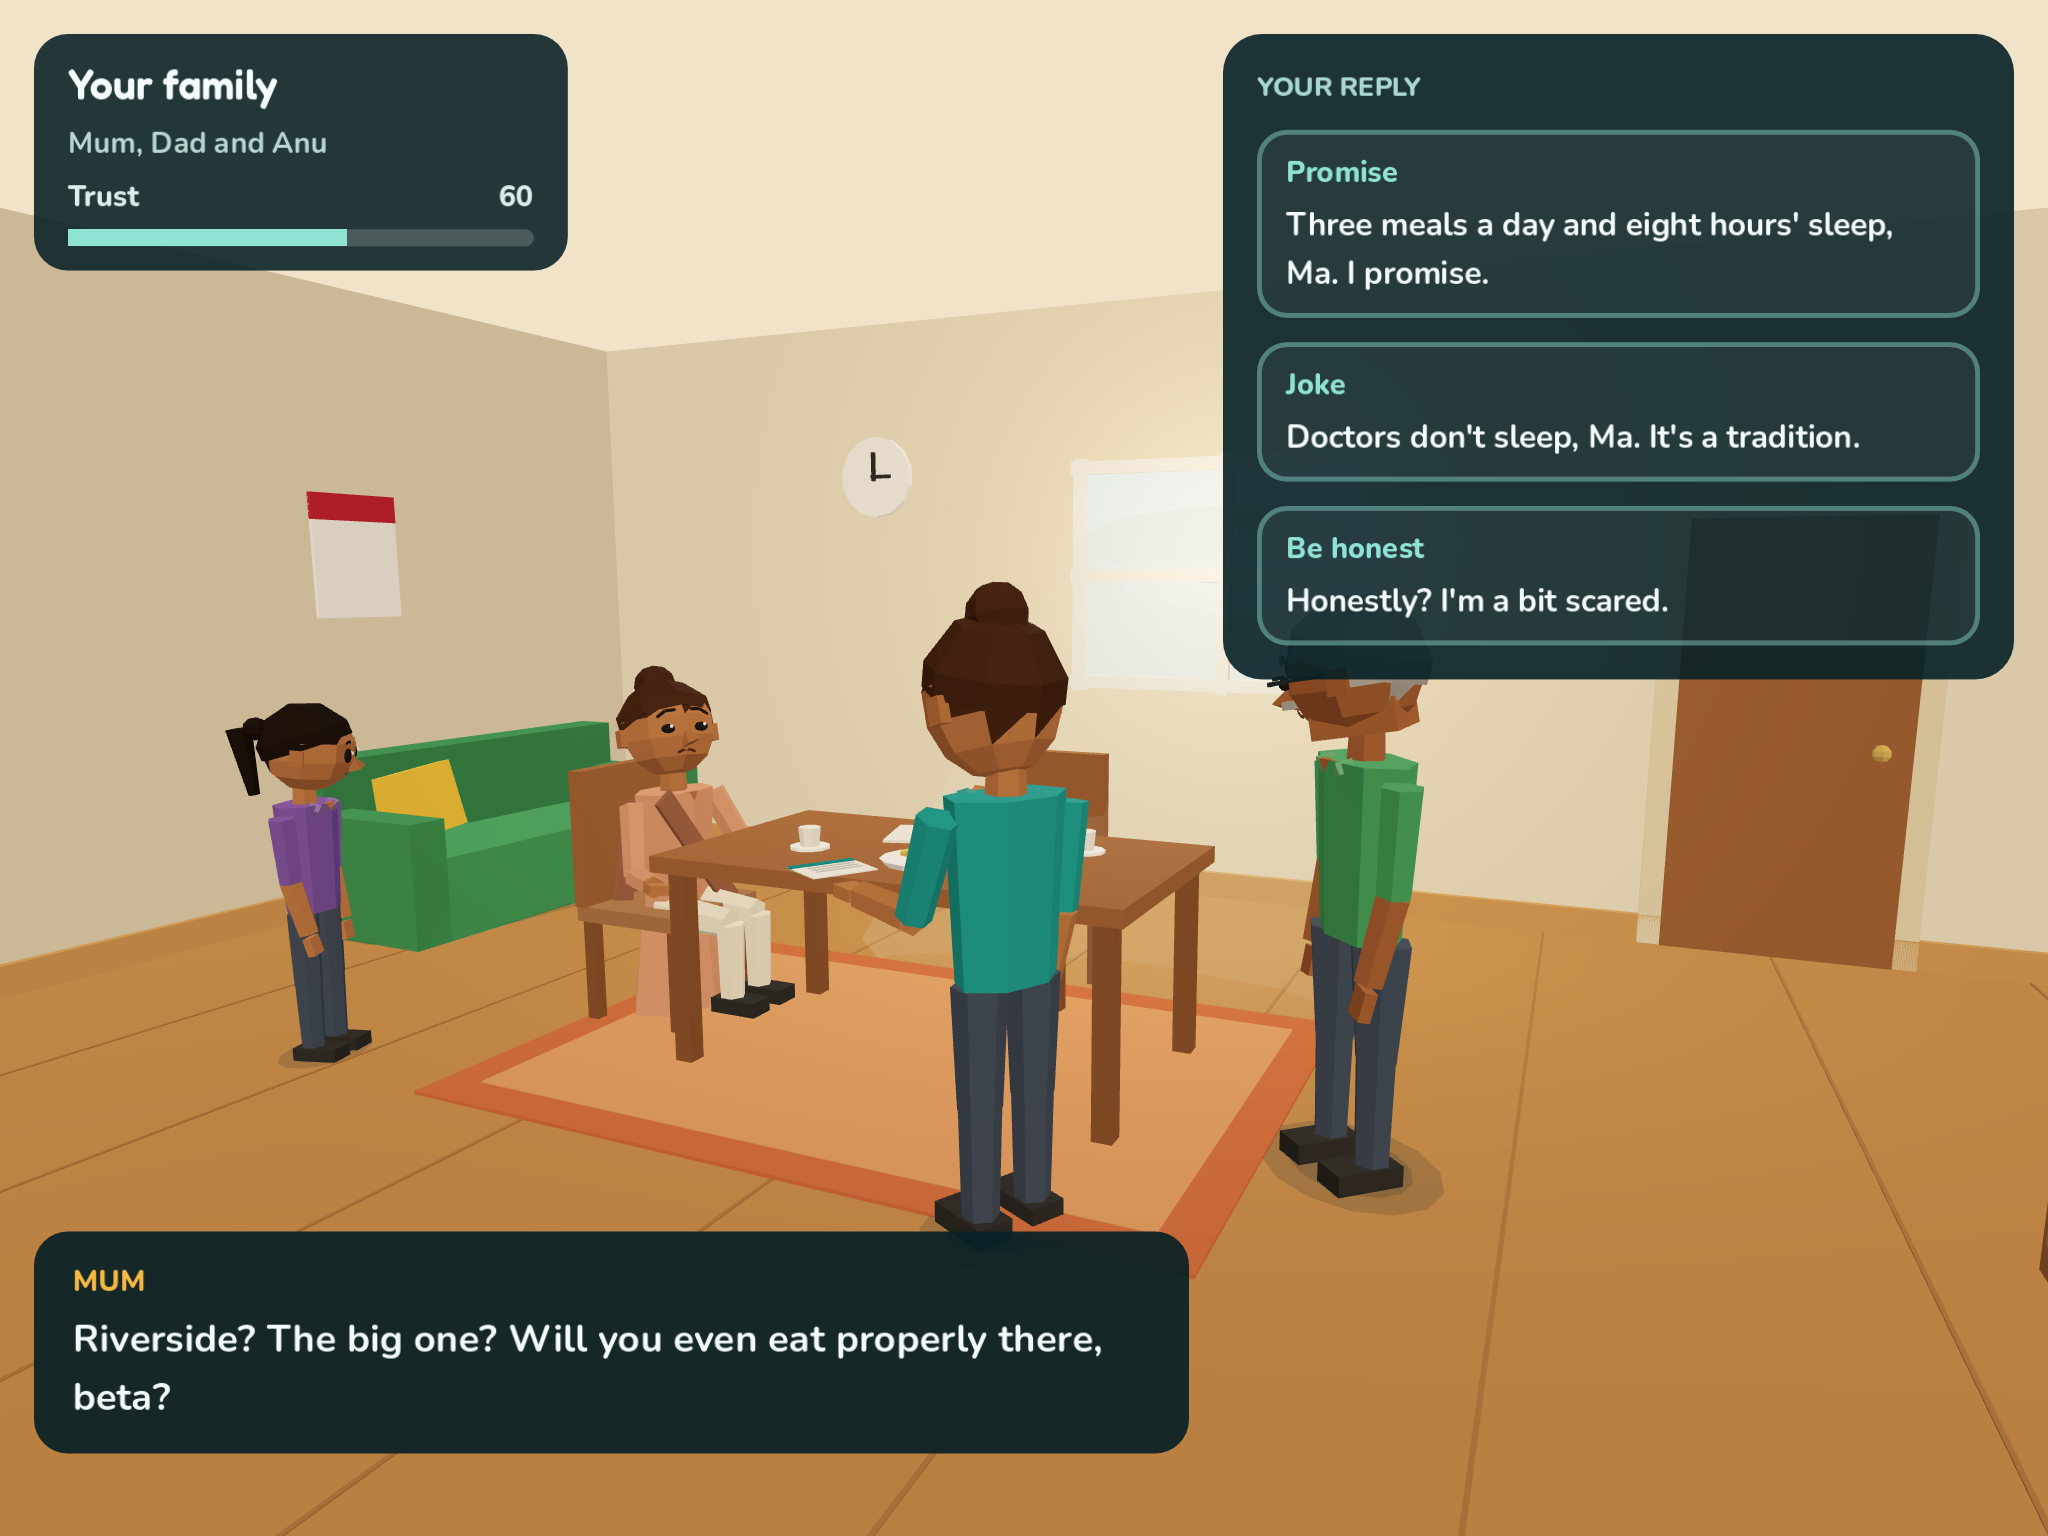 Your family
Mum, Dad and Anu
Trust 60
YOUR REPLY
Promise
Three meals a day and eight hours' sleep,
Ma. I promise.
Joke
Doctors don't sleep, Ma. It's a tradition.
Be honest
Honestly? I'm a bit scared.
MUM
Riverside? The big one? Will you even eat properly there,
beta?